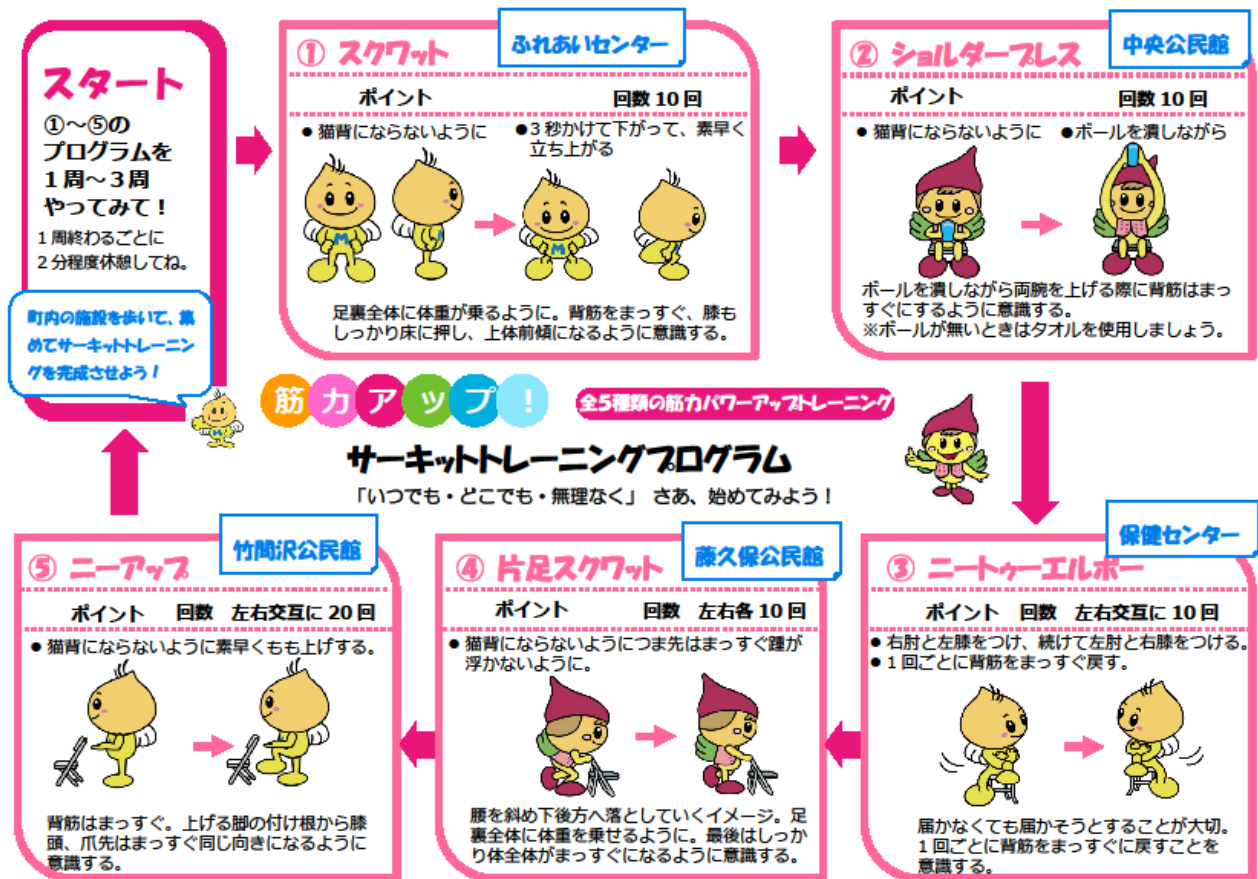 スタート
①～⑤の
プログラムを
1周～3周
やってみて！
1周終わるごとに
2分程度休憩してね。
町内の施設を歩いて、集
めてサーキットトレーニン
グを完成させよう！
① スクワット
ふれあいセンター
ポイント 回数10回
● 猫背にならないように
●3秒かけて下がって、素早く
立ち上がる
M
M
足裏全体に体重が乗るように。背筋をまっすぐ、膝も
しっかり床に押し、上体前傾になるように意識する。
② ショルダープレス
中央公民館
ポイント 回数10回
● 猫背にならないように ●ボールを潰しながら
ボールを潰しながら両腕を上げる際に背筋はまっ
すぐにするように意識する。
※ボールが無いときはタオルを使用しましょう。
筋力アップ！
全5種類の筋力パワーアップトレーニング
サーキットトレーニングプログラム
「いつでも・どこでも・無理なく」 さあ、始めてみよう！
③ ニートゥーエルボー
保健センター
ポイント 回数 左右交互に10回
● 右肘と左膝をつけ、続けて左肘と右膝をつける。
● 1回ごとに背筋をまっすぐ戻す。
届かなくても届かそうとすることが大切。
1回ごとに背筋をまっすぐに戻すことを
意識する。
④ 片足スクワット
藤久保公民館
ポイント 回数 左右各10回
● 猫背にならないようにつま先はまっすぐ踵が
浮かないように。
腰を斜め下後方へ落としていくイメージ。足
裏全体に体重を乗せるように。最後はしっか
り体全体がまっすぐになるように意識する。
⑤ ニーアップ
竹間沢公民館
ポイント 回数 左右交互に20回
● 猫背にならないように素早くもも上げする。
背筋はまっすぐ。上げる脚の付け根から膝
頭、爪先はまっすぐ同じ向きになるように
意識する。